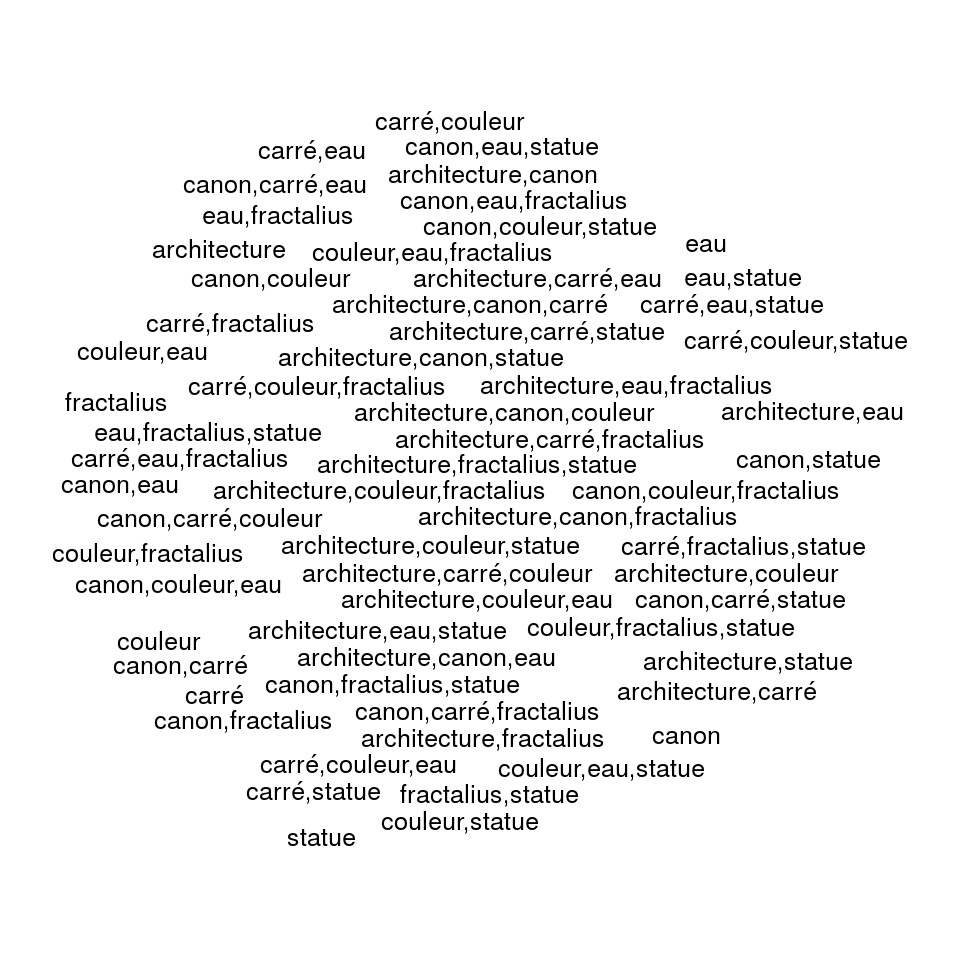 carré,couleur
carré,eau
canon,eau,statue
canon,carré,eau
architecture,canon
canon,eau,fractalius
eau,fractalius
canon,couleur,statue
architecture
couleur,eau,fractalius
eau
canon,couleur
architecture,carré,eau
eau,statue
architecture,canon,carré
carré,eau,statue
carré,fractalius
architecture,carré,statue
carré,couleur,statue
couleur,eau
architecture,canon,statue
carré,couleur,fractalius
architecture,eau,fractalius
fractalius
architecture,canon,couleur
architecture,eau
eau,fractalius,statue
architecture,carré,fractalius
carré,eau,fractalius
architecture,fractalius,statue
canon,statue
canon,eau
architecture,couleur,fractalius
canon,couleur,fractalius
canon,carré,couleur
architecture,canon,fractalius
couleur,fractalius
architecture,couleur,statue
carré,fractalius,statue
canon,couleur,eau
architecture,carré,couleur
architecture,couleur
architecture,couleur,eau
canon,carré,statue
couleur
architecture,eau,statue
couleur,fractalius,statue
canon,carré
architecture,canon,eau
architecture,statue
carré
canon,fractalius,statue
architecture,carré
canon,fractalius
canon,carré,fractalius
architecture,fractalius
canon
carré,couleur,eau
couleur,eau,statue
carré,statue
fractalius,statue
couleur,statue
statue